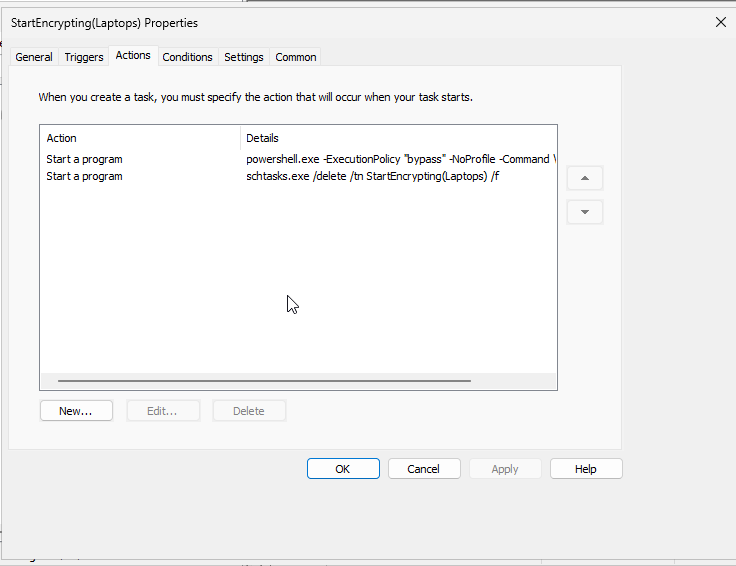 StartEncrypting(Laptops) Properties
General Triggers Actions Conditions Settings Common
When you create a task, you must specify the action that will occur when your task starts.
Action Details
Start a program powershell.exe -ExecutionPolicy "bypass" -NoProfile -Command
Start a program schtasks.exe /delete /tn StartEncrypting(Laptops) /f
New... Edit... Delete
OK Cancel Apply Help